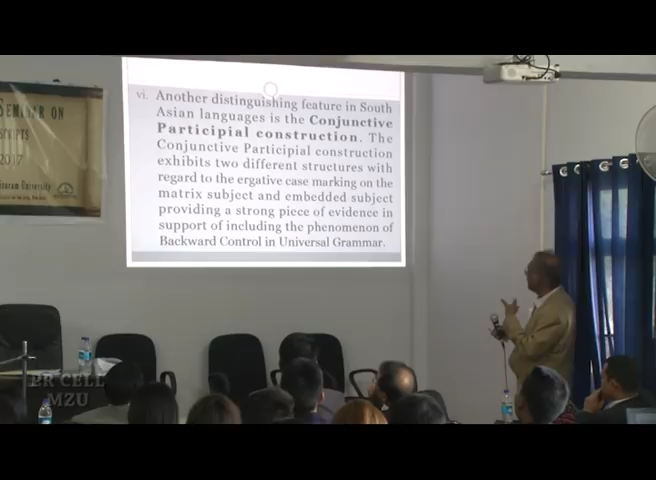 SEMINAR ON
SCRIPTS
2017
Mizoram University
vi. Another distinguishing feature in South
Asian languages is the Conjunctive
Participial construction. The
Conjunctive Participial construction
exhibits two different structures with
regard to the ergative case marking on the
matrix subject and embedded subject
providing a strong piece of evidence in
support of including the phenomenon of
Backward Control in Universal Grammar.
PR CELL
MZU